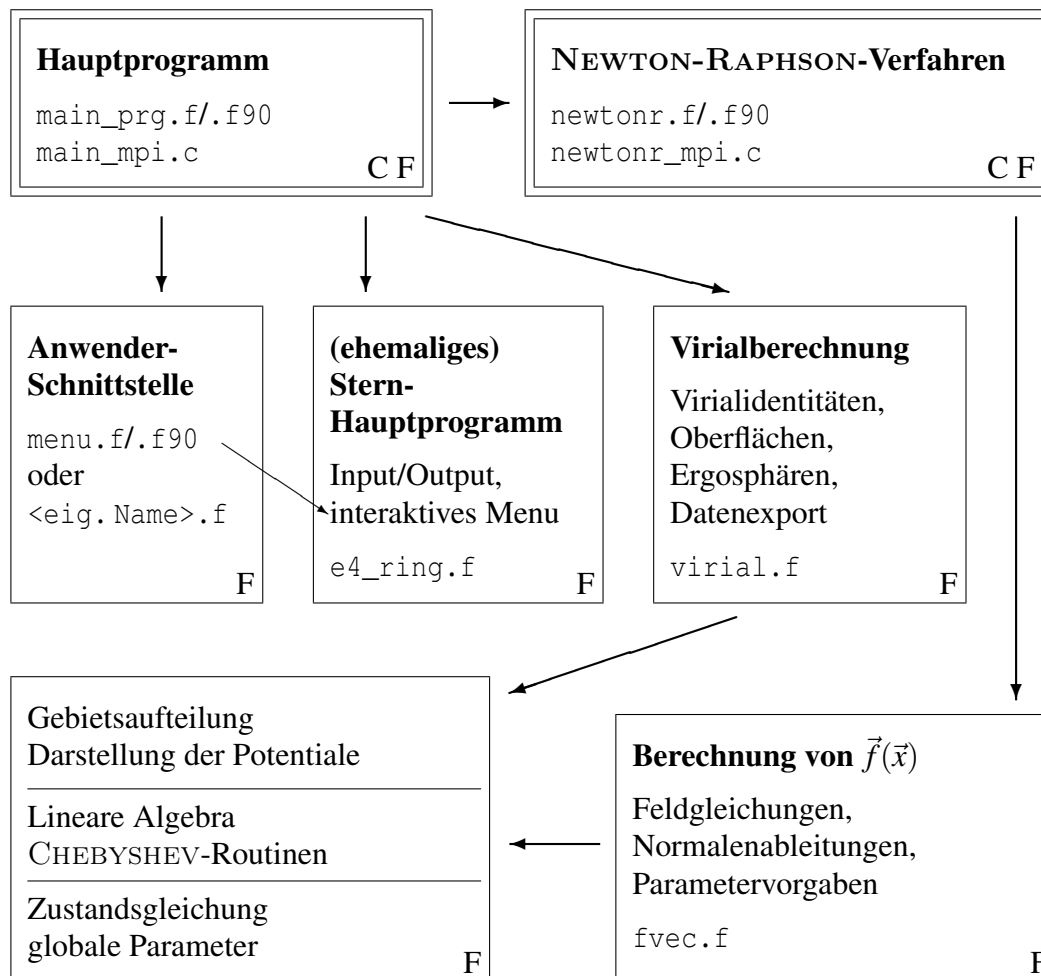 Hauptprogramm
main_prg.f/.f90
main_mpi.c
C F
NEWTON-RAPHSON-Verfahren
newtonr.f/.f90
newtonr_mpi.c
C F
Anwender-
Schnittstelle
menu.f/.f90
oder
<eig.Name>.f
F
(ehemaliges)
Stern-
Hauptprogramm
Input/Output,
interaktives Menu
e4_ring.f
F
Virialberechnung
Virialidentitäten,
Oberflächen,
Ergosphären,
Datenexport
virial.f
F
Gebietsaufteilung
Darstellung der Potentiale
Lineare Algebra
CHEBYSHEV-Routinen
Zustandsgleichung
globale Parameter
F
Berechnung von f⃗(x⃗)
Feldgleichungen,
Normalenableitungen,
Parametervorgaben
fvec.f
F